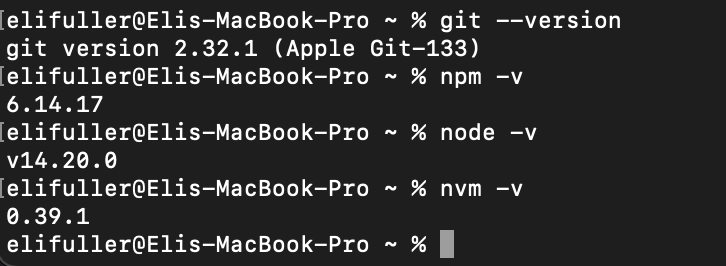 [elifuller@Elis-MacBook-Pro ~ % git --version
git version 2.32.1 (Apple Git-133)
[elifuller@Elis-MacBook-Pro ~ % npm -v
6.14.17
[elifuller@Elis-MacBook-Pro ~ % node -v
v14.20.0
[elifuller@Elis-MacBook-Pro ~ % nvm -v
0.39.1
elifuller@Elis-MacBook-Pro ~ %